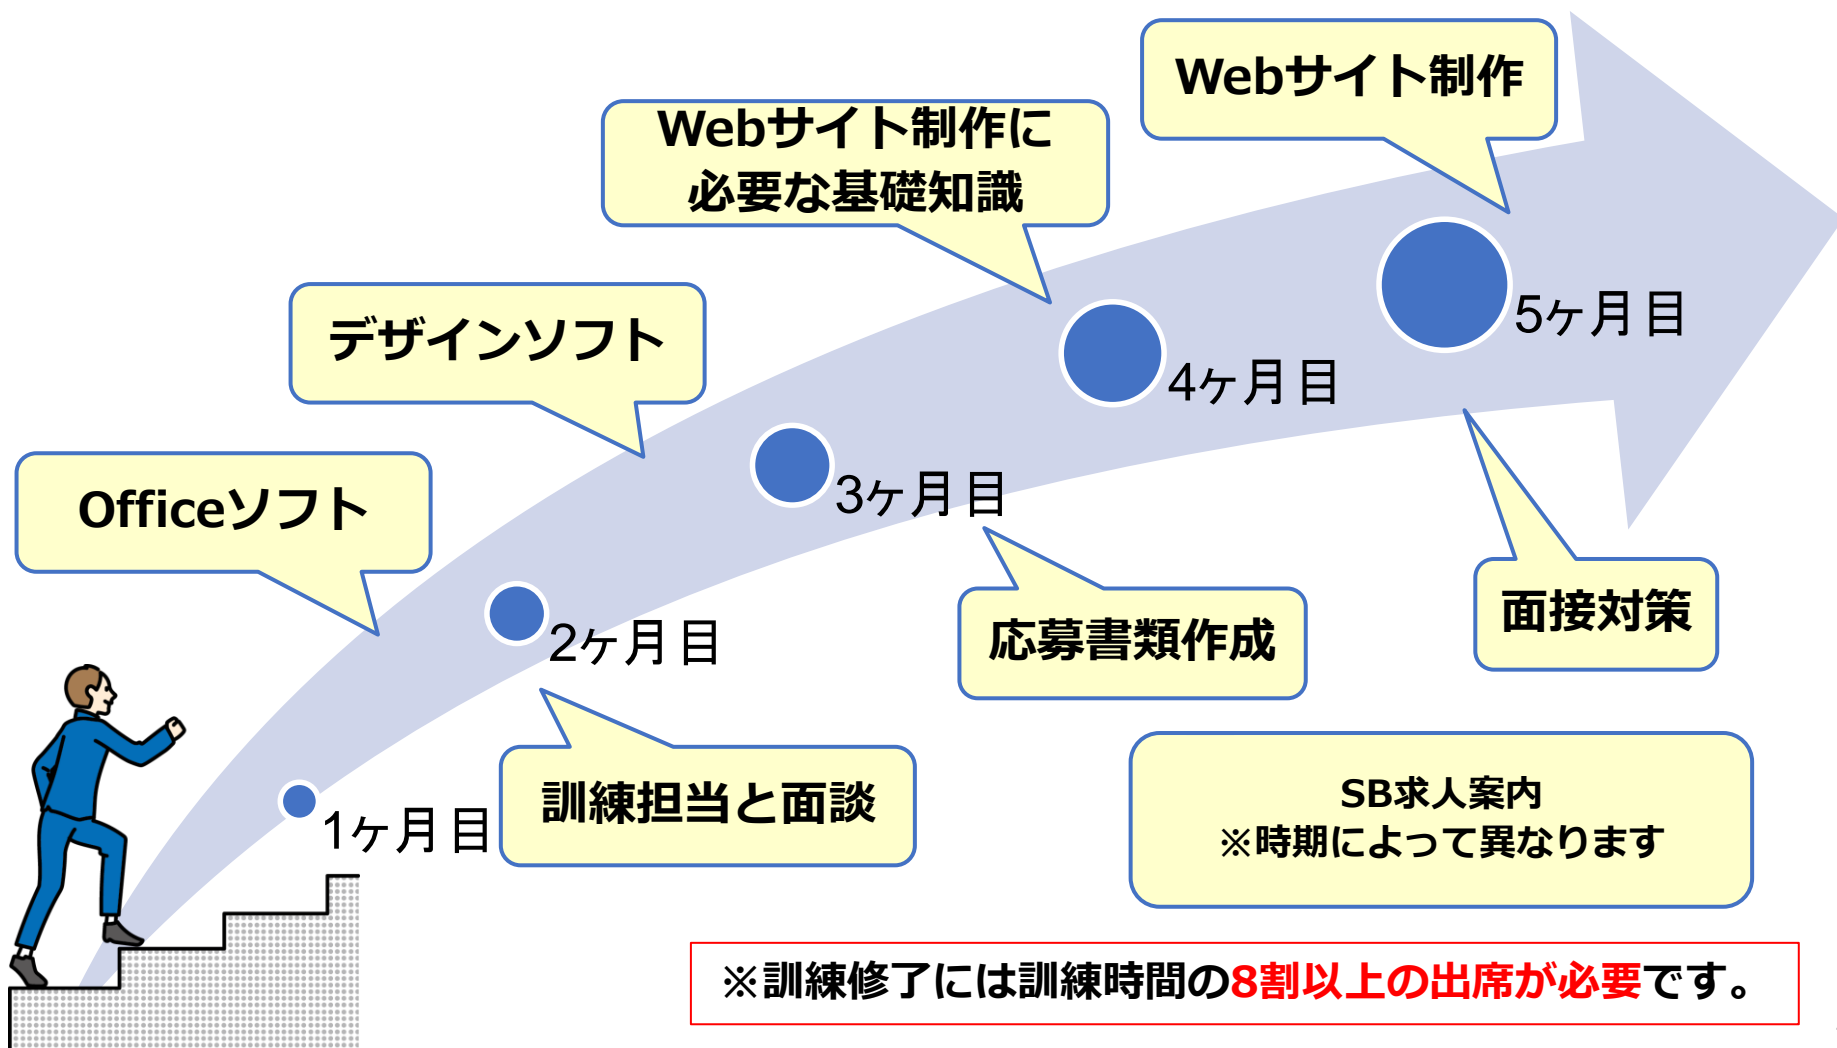 Webサイト制作
Webサイト制作に
必要な基礎知識
デザインソフト
Officeソフト
5ヶ月目
4ヶ月目
3ヶ月目
2ヶ月目
1ヶ月目
訓練担当と面談
応募書類作成
面接対策
SB求人案内
※時期によって異なります
※訓練修了には訓練時間の8割以上の出席が必要です。